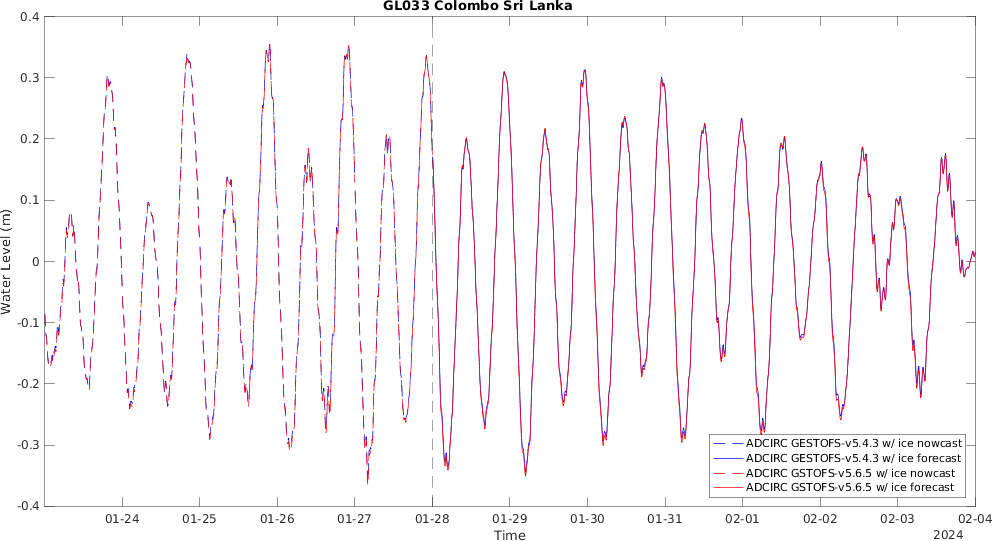 GL033 Colombo Sri Lanka
0.4
0.3
0.2
0.1
0
-0.1
-0.2
-0.3
-0.4
Water Level (m)
ADCIRC GESTOFS-v5.4.3 w/ ice nowcast
ADCIRC GESTOFS-v5.4.3 w/ ice forecast
ADCIRC GSTOFS-v5.6.5 w/ ice nowcast
ADCIRC GSTOFS-v5.6.5 w/ ice forecast
01-24 01-25 01-26 01-27 01-28 01-29 01-30 01-31 02-01 02-02 02-03 02-04
Time
2024